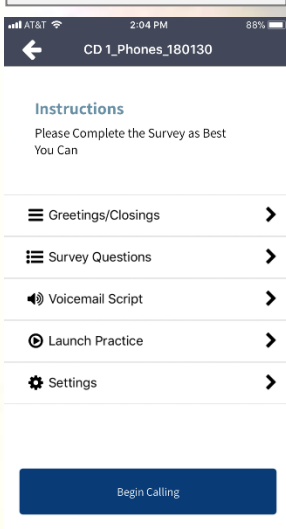 AT&T 2:04 PM 88%
CD 1_Phones_180130
Instructions
Please Complete the Survey as Best
You Can
Greetings/Closings
Survey Questions
Voicemail Script
Launch Practice
Settings
Begin Calling